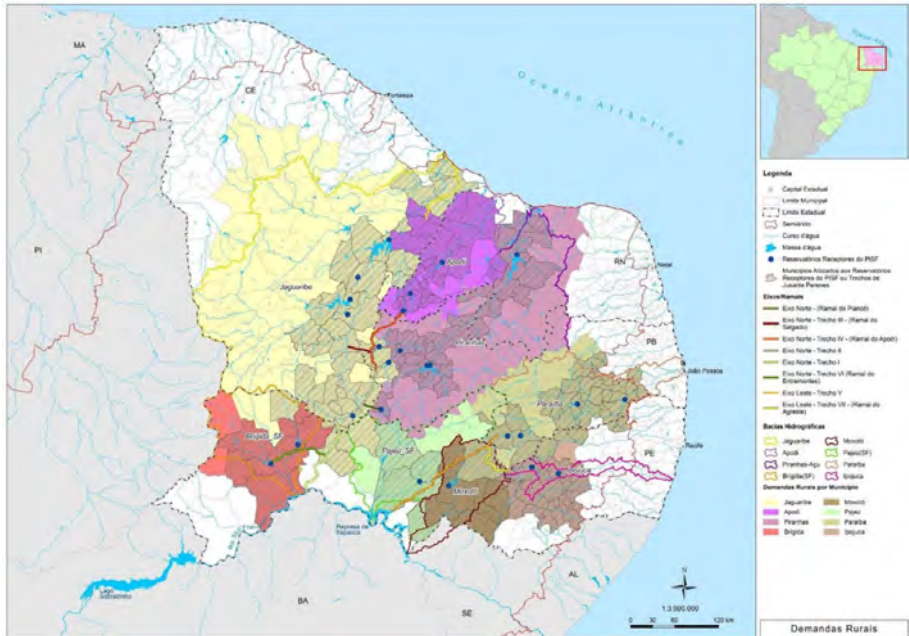 MA
CE
Fortaleza
Oceano Atlântico
PI
Apodi
Jaguaribe
RN
Natal
Piranhas
PB
João Pessoa
Paraíba
Brígida_SF
Pajeú_SF
Recife
PE
Moxotó
Represa de Itaparica
Lago Sobradinho
AL
BA
SE
N
1:3.000.000
0 30 60 120 km
Legenda
Capital Estadual
Limite Municipal
Limite Estadual
Semiárido
Curso d'água
Massa d'água
Reservatórios Receptores do PISF
Municípios Alocados aos Reservatórios
Receptores do PISF ou Trechos de
Jusante Perenes
Eixos/Ramais
Eixo Norte - (Ramal do Piancó)
Eixo Norte - Trecho III - (Ramal do
Salgado)
Eixo Norte - Trecho IV - (Ramal do Apodi)
Eixo Norte - Trecho II
Eixo Norte - Trecho I
Eixo Norte - Trecho VI (Ramal do
Entremontes)
Eixo Leste - Trecho V
Eixo Leste - Trecho VII - (Ramal do
Agreste)
Bacias Hidrográficas
Jaguaribe
Moxotó
Apodi
Pajeú(SF)
Piranhas-Açu
Paraíba
Brígida(SF)
Ipojuca
Demandas Rurais por Município
Jaguaribe
Moxotó
Apodi
Pajeú
Piranhas
Paraíba
Brígida
Ipojuca
Demandas Rurais